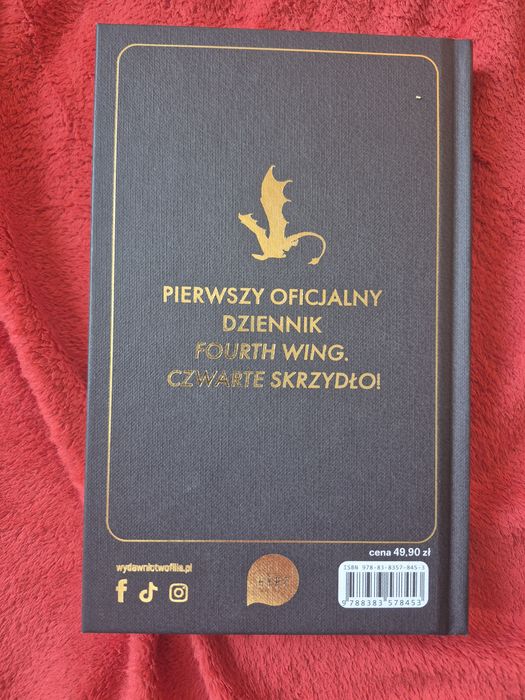 PIERWSZY OFICJALNY
DZIENNIK
FOURTH WING.
CZWARTE SKRZYDŁO!
cena 49,90 zł
wydawnictwofilia.pl
ISBN 978-83-8357-845-3
9 788383 578453